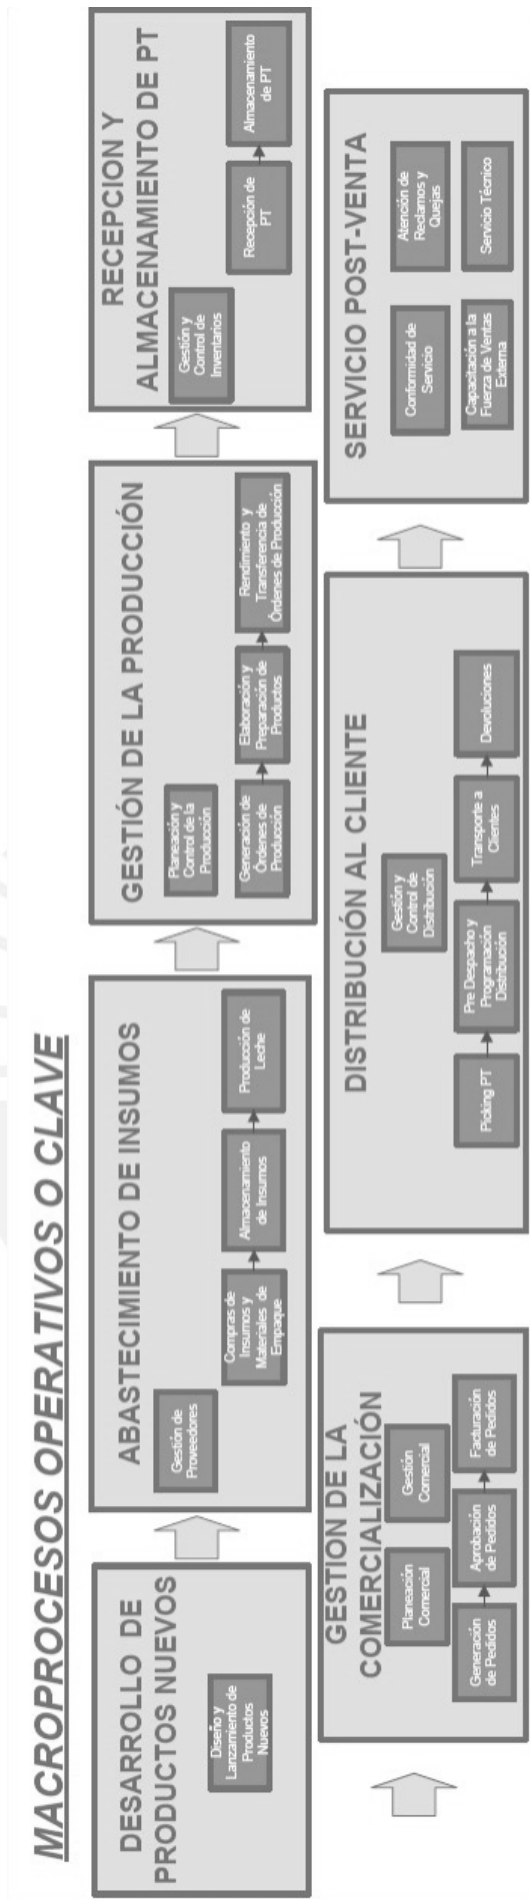 MACROPROCESOS OPERATIVOS O CLAVE
DESARROLLO DE
PRODUCTOS NUEVOS
Diseño y
Lanzamiento de
Productos
Nuevos
ABASTECIMIENTO DE INSUMOS
Gestión de
Proveedores
Compras de
Insumos y
Materiales de
Empaque
Almacenamiento
de Insumos
Producción de
Leche
GESTIÓN DE LA PRODUCCIÓN
Planeación y
Control de la
Producción
Generación de
Órdenes de
Producción
Elaboración y
Preparación de
Productos
Rendimiento y
Transferencia de
Órdenes de Producción
RECEPCION Y
ALMACENAMIENTO DE PT
Gestión y
Control de
Inventarios
Recepción de
PT
Almacenamiento
de PT
GESTION DE LA
COMERCIALIZACIÓN
Planeación
Comercial
Gestión
Comercial
Generación
de Pedidos
Aprobación
de Pedidos
Facturación
de Pedidos
DISTRIBUCIÓN AL CLIENTE
Gestión y
Control de
Distribución
Picking PT
Pre Despacho y
Programación
Distribución
Transporte a
Clientes
Devoluciones
SERVICIO POST-VENTA
Conformidad de
Servicio
Atención de
Reclamos y
Quejas
Capacitación a la
Fuerza de Ventas
Externa
Servicio Técnico